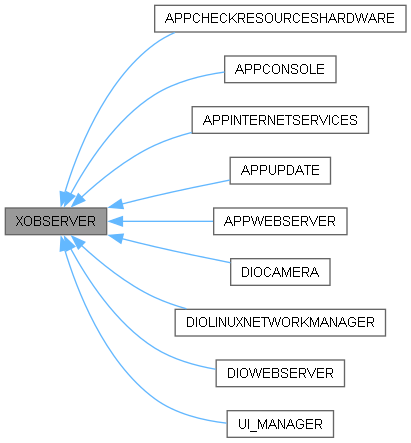 APPCHECKRESOURCESHARDWARE
APPCONSOLE
APPINTERNETSERVICES
APPUPDATE
XOBSERVER
APPWEBSERVER
DIOCAMERA
DIOLINUXNETWORKMANAGER
DIOWEBSERVER
UI_MANAGER